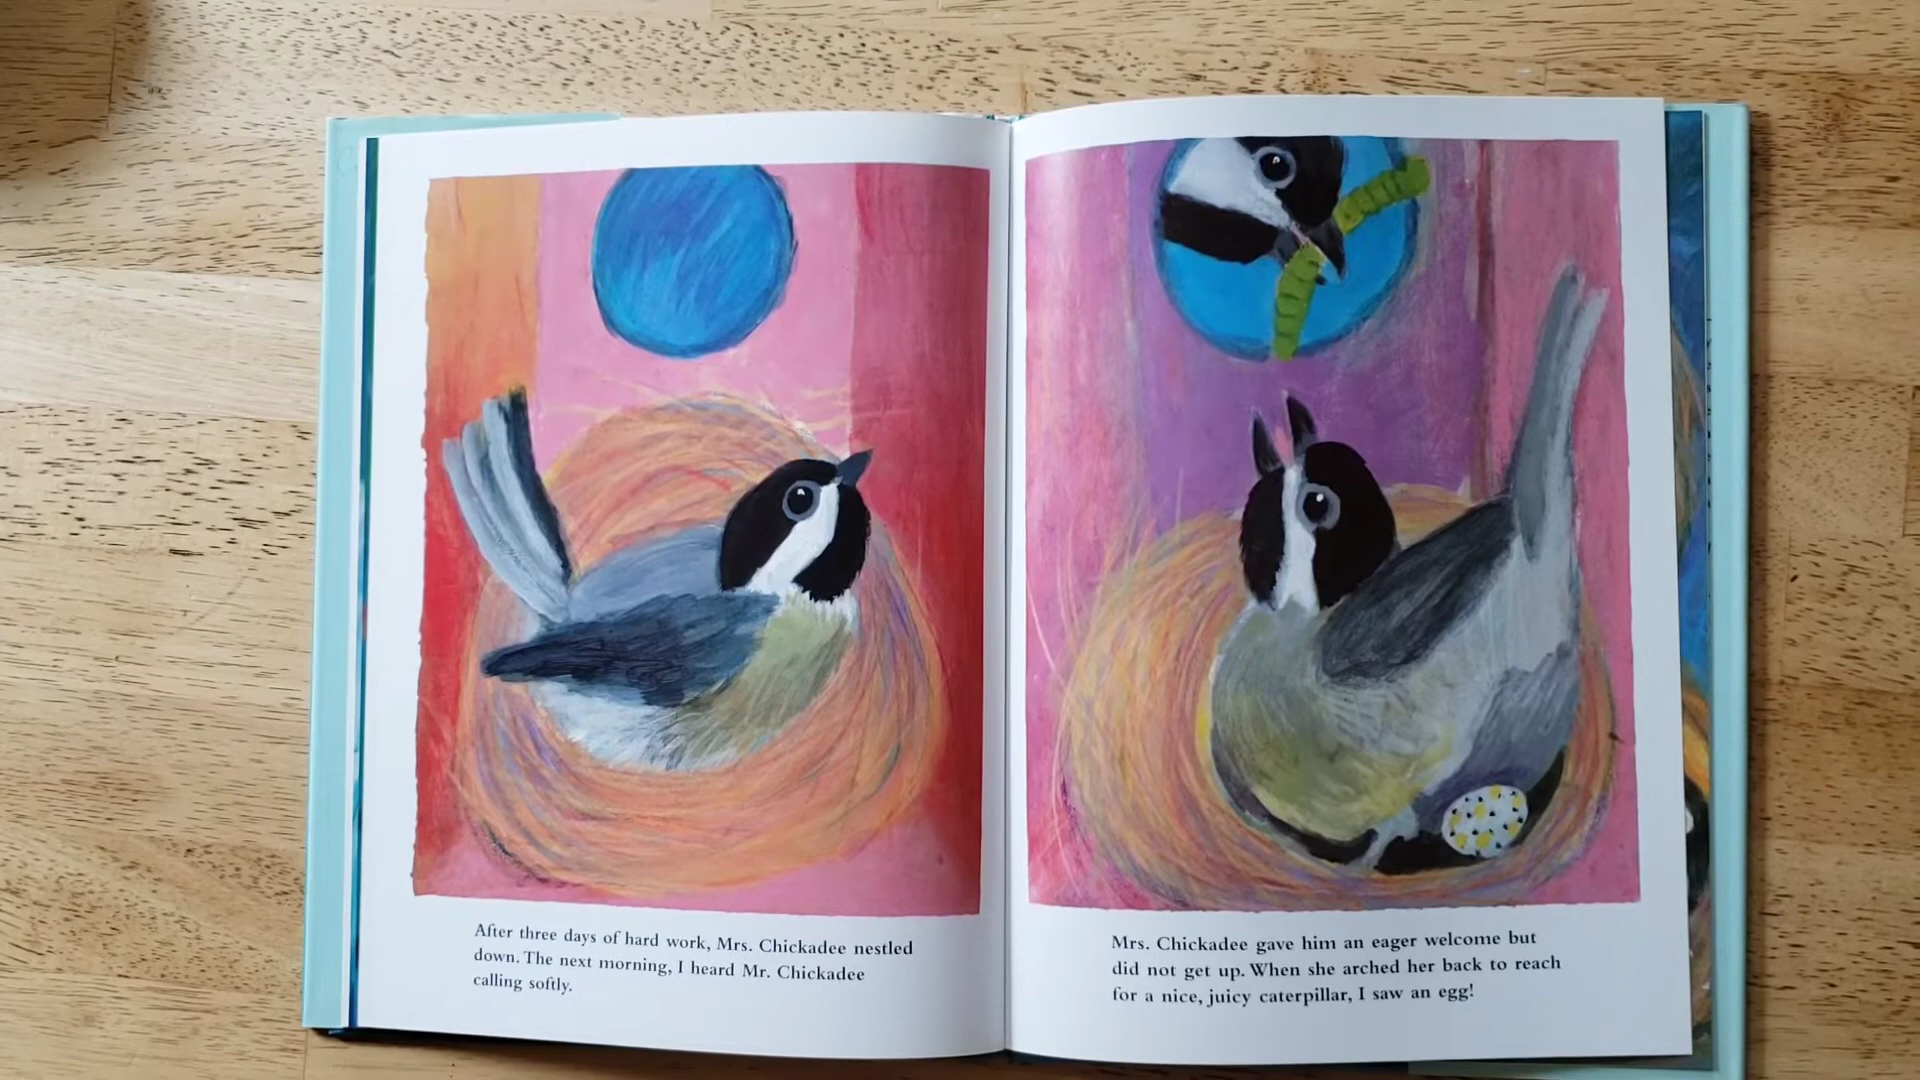 After three days of hard work, Mrs. Chickadee nestled
down. The next morning, I heard Mr. Chickadee
calling softly.
Mrs. Chickadee gave him an eager welcome but
did not get up. When she arched her back to reach
for a nice, juicy caterpillar, I saw an egg!